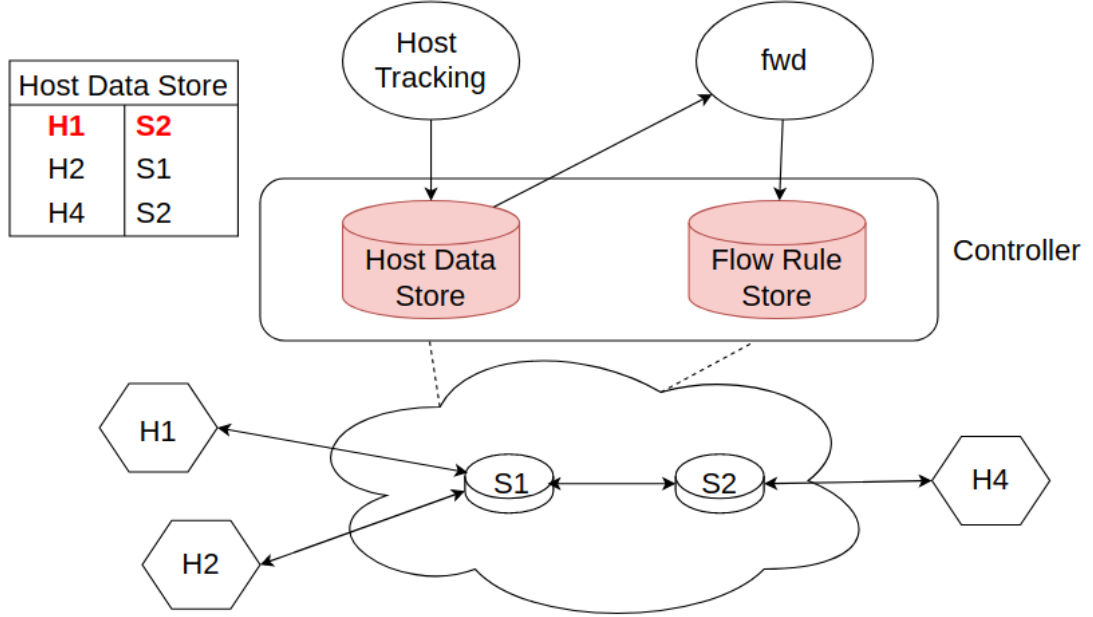 Host
Tracking
fwd
Host Data Store
H1 S2
H2 S1
H4 S2
Host Data
Store
Flow Rule
Store
Controller
H1
S1
S2
H4
H2